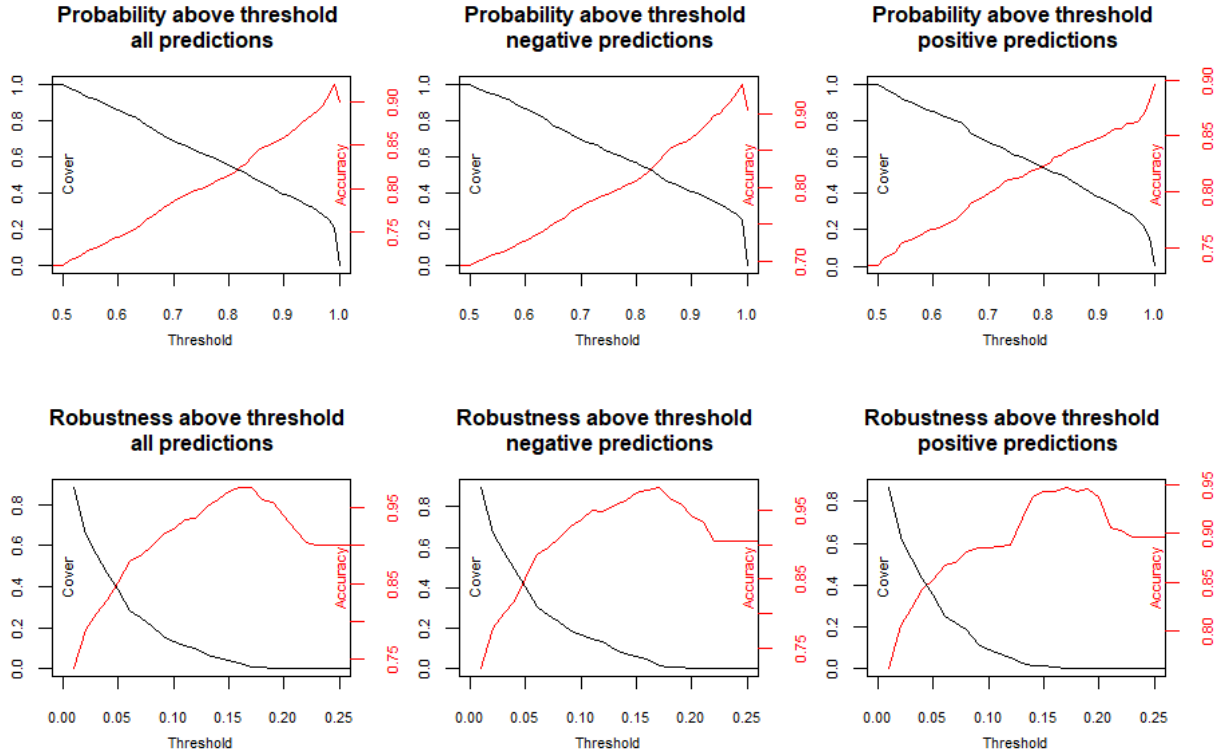 Probability above threshold
all predictions
1.0
0.8
0.6
0.4
0.2
0.0
Cover
Accuracy
0.90
0.85
0.80
0.75
0.5 0.6 0.7 0.8 0.9 1.0
Threshold
Probability above threshold
negative predictions
1.0
0.8
0.6
0.4
0.2
0.0
Cover
Accuracy
0.90
0.80
0.70
0.5 0.6 0.7 0.8 0.9 1.0
Threshold
Probability above threshold
positive predictions
1.0
0.8
0.6
0.4
0.2
0.0
Cover
Accuracy
0.90
0.85
0.80
0.75
0.5 0.6 0.7 0.8 0.9 1.0
Threshold
Robustness above threshold
all predictions
0.8
0.6
0.4
0.2
0.0
Cover
Accuracy
0.95
0.85
0.75
0.00 0.05 0.10 0.15 0.20 0.25
Threshold
Robustness above threshold
negative predictions
0.8
0.6
0.4
0.2
0.0
Cover
Accuracy
0.95
0.85
0.75
0.00 0.05 0.10 0.15 0.20 0.25
Threshold
Robustness above threshold
positive predictions
0.8
0.6
0.4
0.2
0.0
Cover
Accuracy
0.95
0.90
0.85
0.80
0.00 0.05 0.10 0.15 0.20 0.25
Threshold